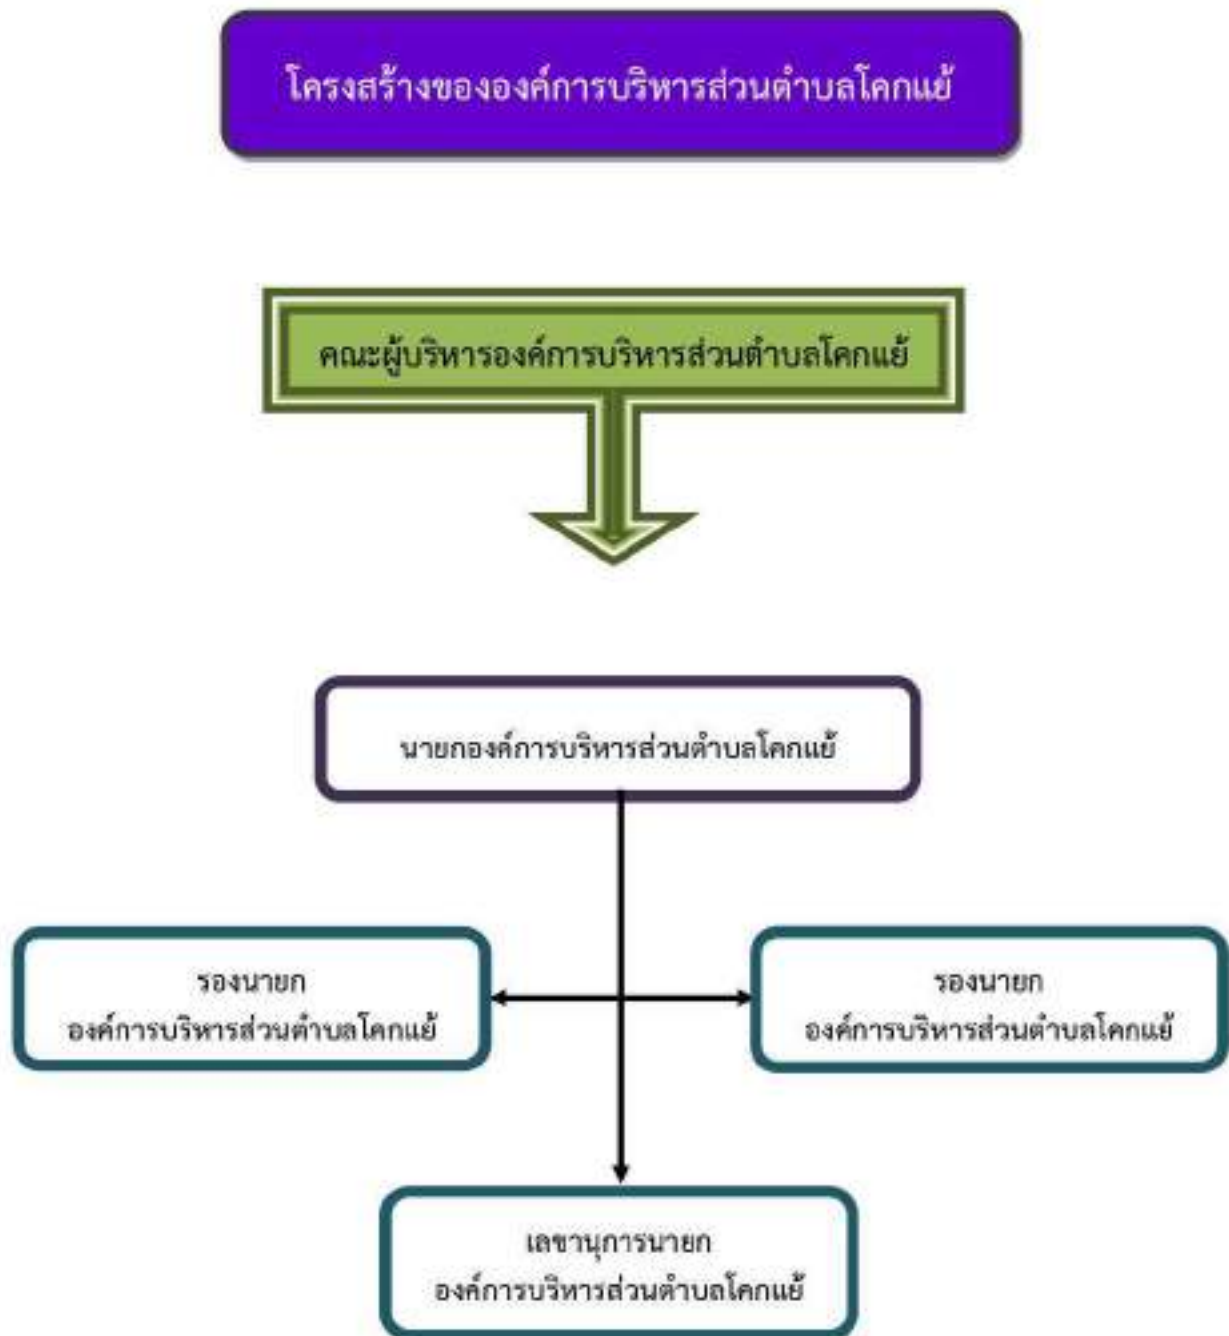 โครงสร้างขององค์การบริหารส่วนตำบลโคกแย้
คณะผู้บริหารองค์การบริหารส่วนตำบลโคกแย้
นายกองค์การบริหารส่วนตำบลโคกแย้
รองนายก
องค์การบริหารส่วนตำบลโคกแย้
รองนายก
องค์การบริหารส่วนตำบลโคกแย้
เลขานุการนายก
องค์การบริหารส่วนตำบลโคกแย้